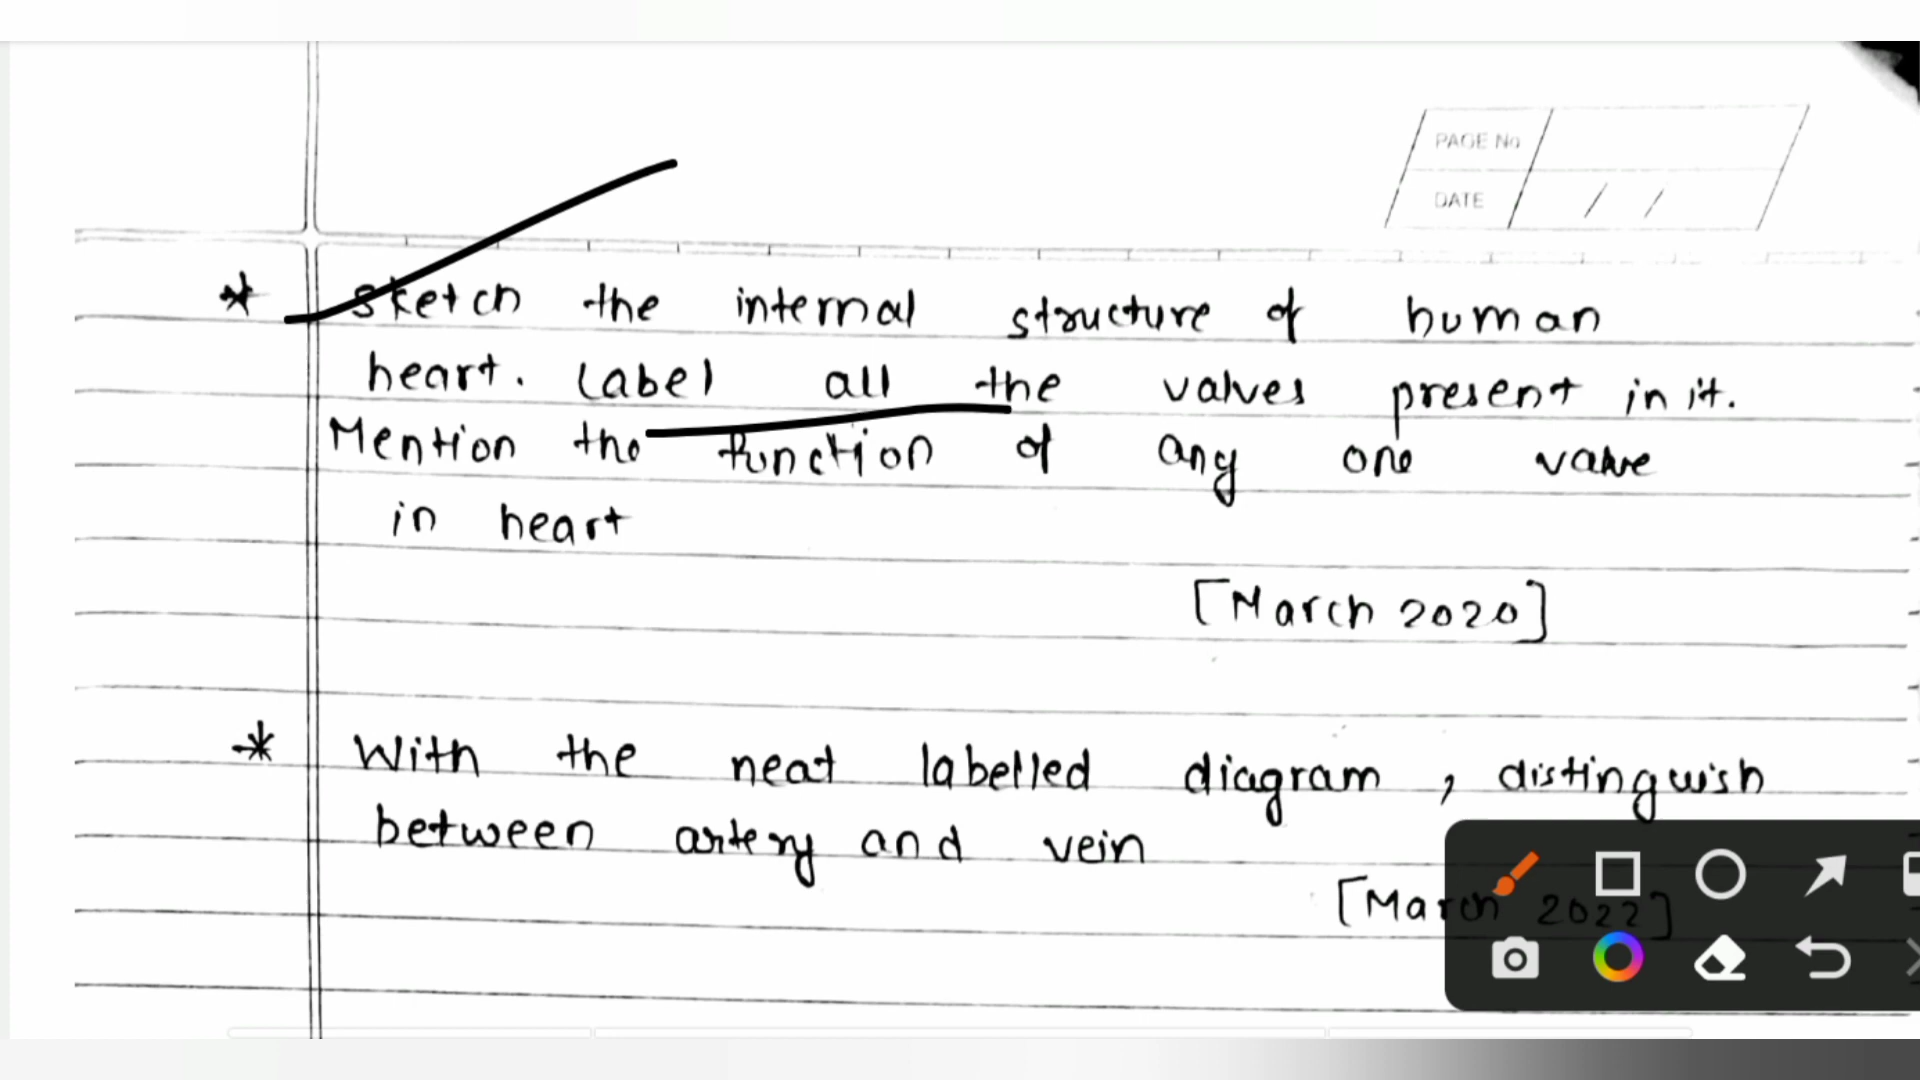 PAGE No
DATE / /
* Sketch the internal structure of human
heart. Label all the valves present in it.
Mention the function of any one valve
in heart
[March 2020]
* With the neat labelled diagram, distinguish
between artery and vein
[March 2022]